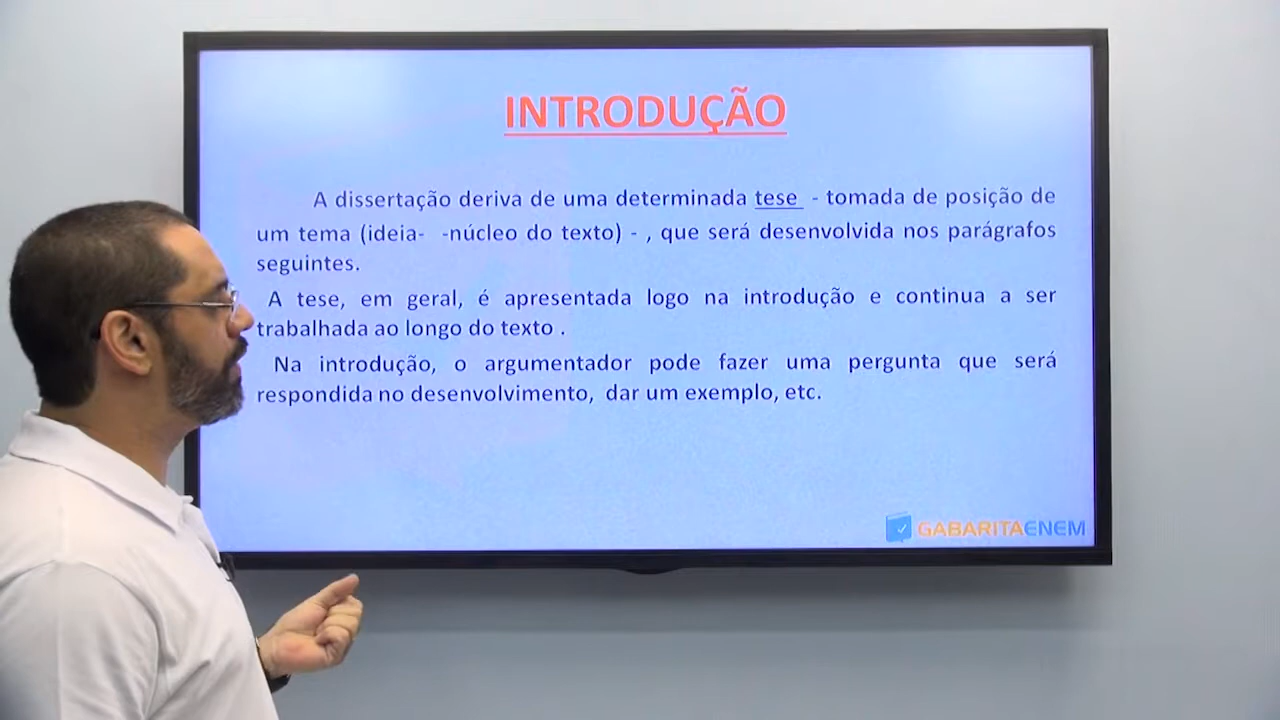 INTRODUÇÃO
A dissertação deriva de uma determinada tese - tomada de posição de
um tema (ideia- -núcleo do texto) - , que será desenvolvida nos parágrafos
seguintes.
A tese, em geral, é apresentada logo na introdução e continua a ser
trabalhada ao longo do texto .
Na introdução, o argumentador pode fazer uma pergunta que será
respondida no desenvolvimento, dar um exemplo, etc.
GABARITAENEM